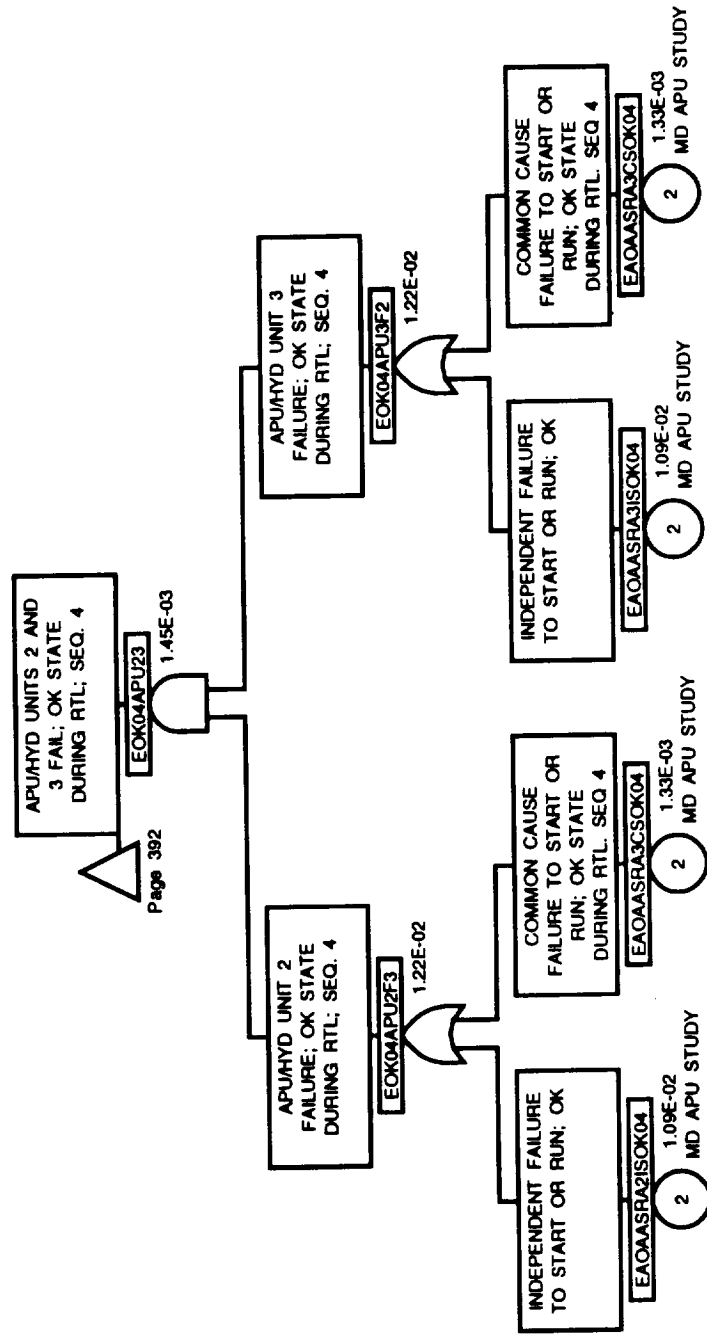 APU/HYD UNITS 2 AND
3 FAIL; OK STATE
DURING RTL; SEQ. 4
EOK04APU23
1.45E-03
Page 392
APU/HYD UNIT 2
FAILURE; OK STATE
DURING RTL; SEQ. 4
EOK04APU2F3
1.22E-02
APU/HYD UNIT 3
FAILURE; OK STATE
DURING RTL; SEQ. 4
EOK04APU3F2
1.22E-02
INDEPENDENT FAILURE
TO START OR RUN; OK
EAOAASRA2ISOK04
2
1.09E-02
MD APU STUDY
COMMON CAUSE
FAILURE TO START OR
RUN; OK STATE
DURING RTL. SEQ 4
EAOAASRA3CSOK04
2
1.33E-03
MD APU STUDY
INDEPENDENT FAILURE
TO START OR RUN; OK
EAOAASRA3ISOK04
2
1.09E-02
MD APU STUDY
COMMON CAUSE
FAILURE TO START OR
RUN; OK STATE
DURING RTL. SEQ 4
EAOAASRA3CSOK04
2
1.33E-03
MD APU STUDY